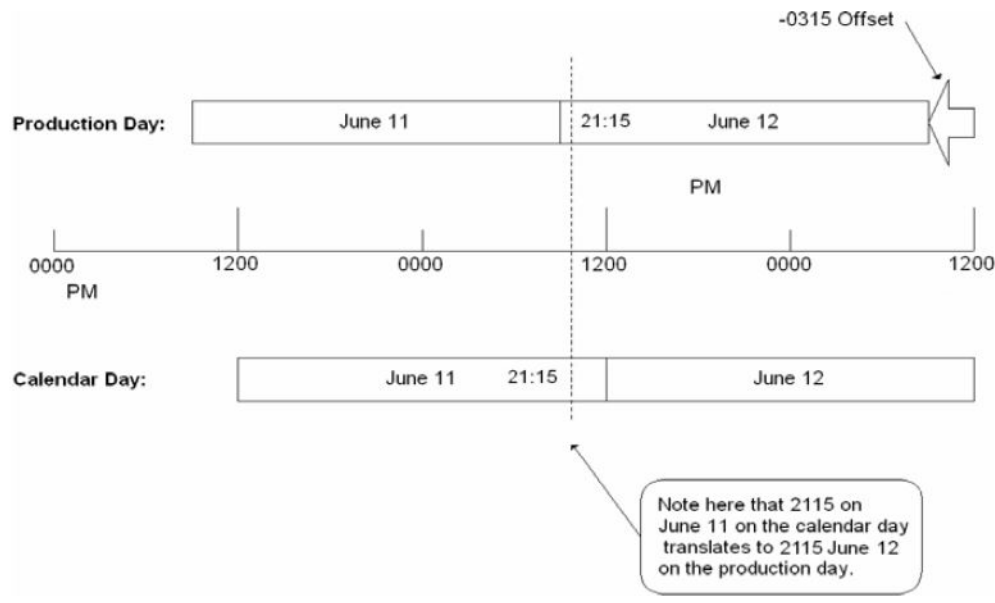 -0315 Offset
Production Day:
June 11
21:15
June 12
PM
0000
1200
0000
1200
0000
1200
PM
Calendar Day:
June 11
21:15
June 12
Note here that 2115 on
June 11 on the calendar day
translates to 2115 June 12
on the production day.